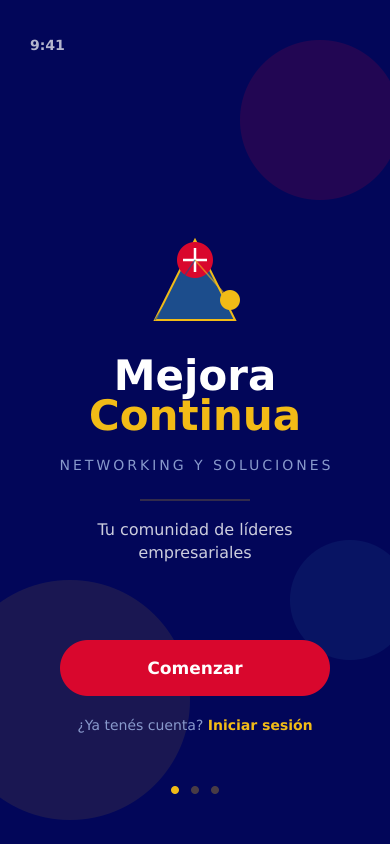 9:41
Mejora
Continua
NETWORKING Y SOLUCIONES
Tu comunidad de líderes
empresariales
Comenzar
¿Ya tenés cuenta? Iniciar sesión